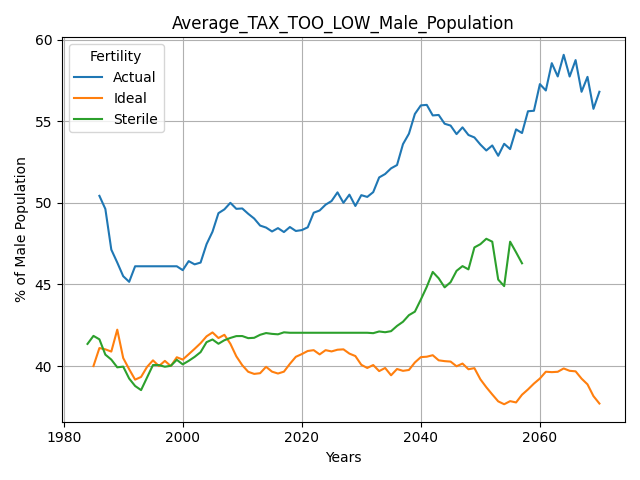 Average_TAX_TOO_LOW_Male_Population
Fertility
Actual
Ideal
Sterile
% of Male Population
60
55
50
45
40
1980
2000
2020
2040
2060
Years